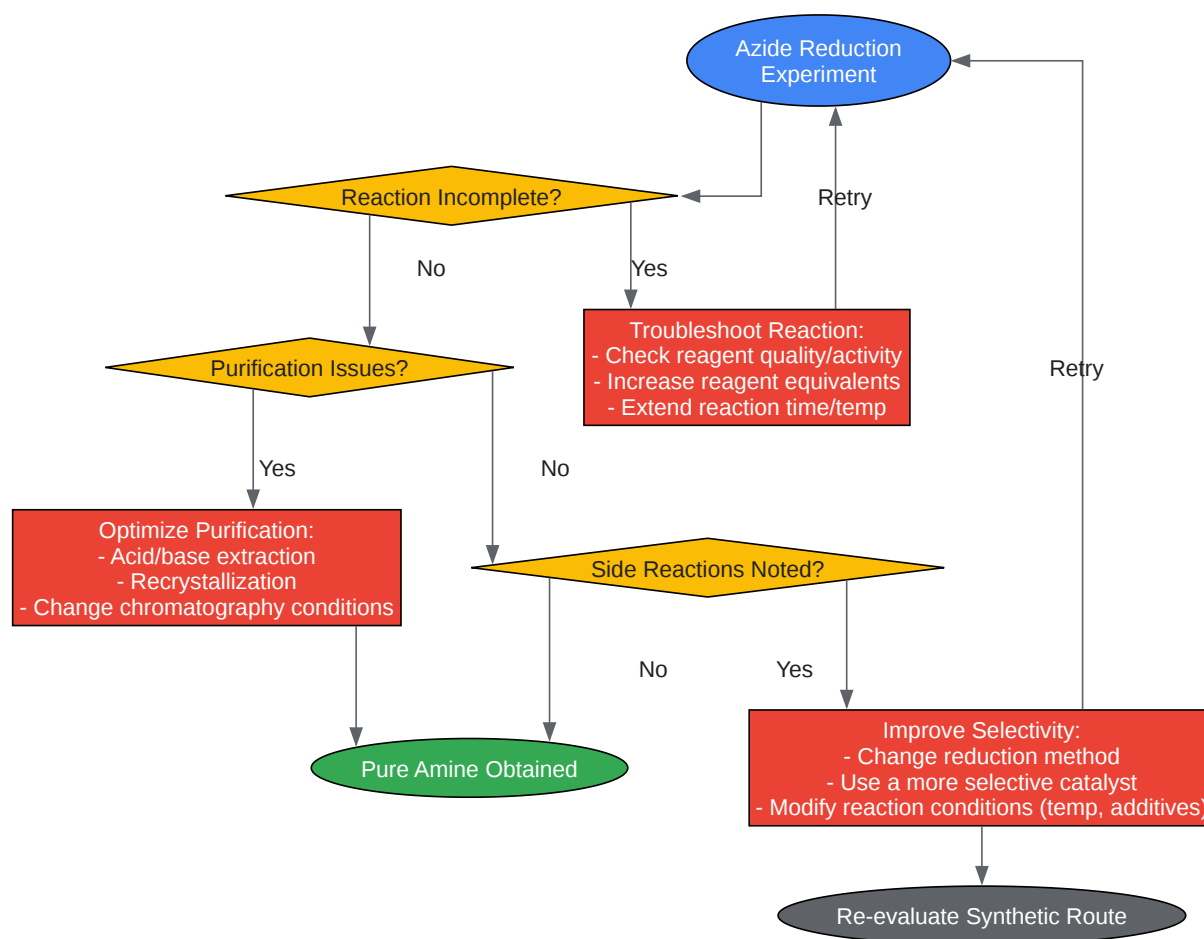 Azide Reduction
Experiment
Reaction Incomplete?
Retry
No
Yes
Troubleshoot Reaction:
- Check reagent quality/activity
- Increase reagent equivalents
- Extend reaction time/temp
Purification Issues?
Retry
Yes
No
Optimize Purification:
- Acid/base extraction
- Recrystallization
- Change chromatography conditions
Side Reactions Noted?
No
Yes
Pure Amine Obtained
Improve Selectivity:
- Change reduction method
- Use a more selective catalyst
- Modify reaction conditions (temp, additives)
Re-evaluate Synthetic Route